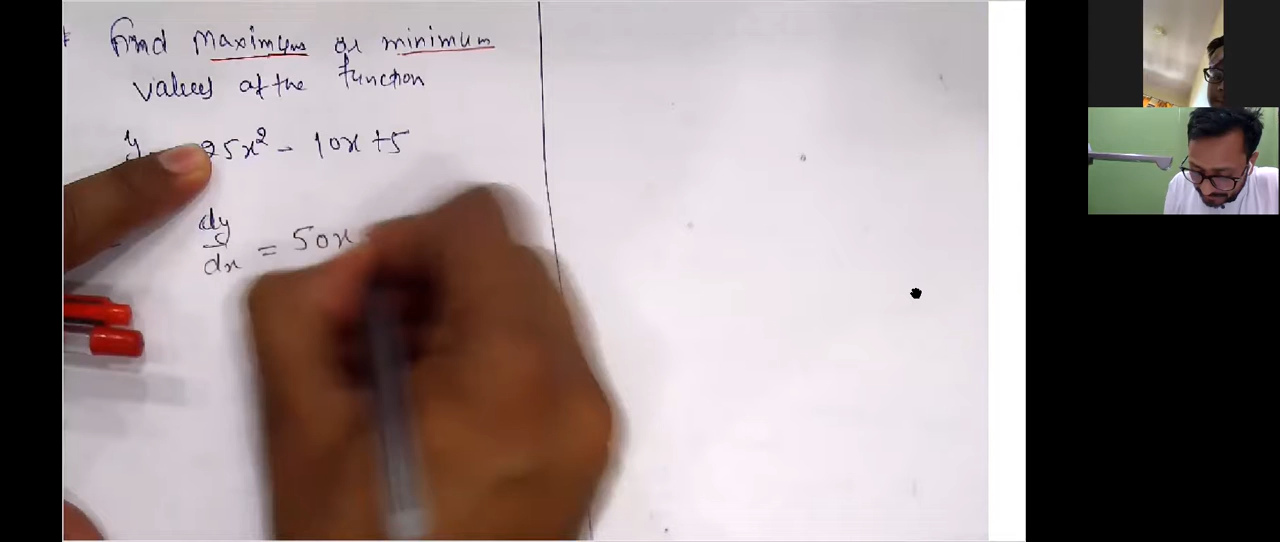 Find maximum or minimum
values of the function
y 25x² - 10x + 5
dy
dx = 50x